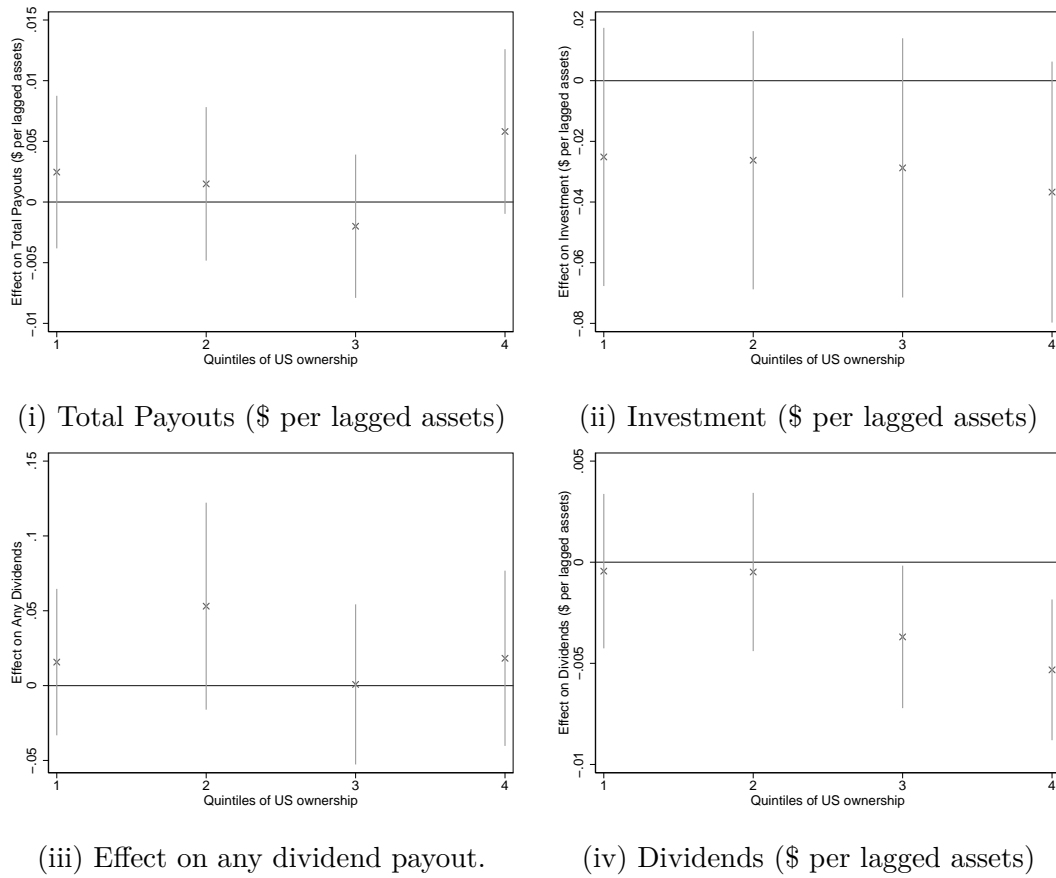 Effect on Total Payouts ($ per lagged assets)
.015
.01
.005
0
-.005
-.01
1 2 3 4
Quintiles of US ownership
(i) Total Payouts ($ per lagged assets)
Effect on Investment ($ per lagged assets)
.02
0
-.02
-.04
-.06
-.08
1 2 3 4
Quintiles of US ownership
(ii) Investment ($ per lagged assets)
Effect on Any Dividends
.15
.1
.05
0
-.05
1 2 3 4
Quintiles of US ownership
(iii) Effect on any dividend payout.
Effect on Dividends ($ per lagged assets)
.005
0
-.005
-.01
1 2 3 4
Quintiles of US ownership
(iv) Dividends ($ per lagged assets)